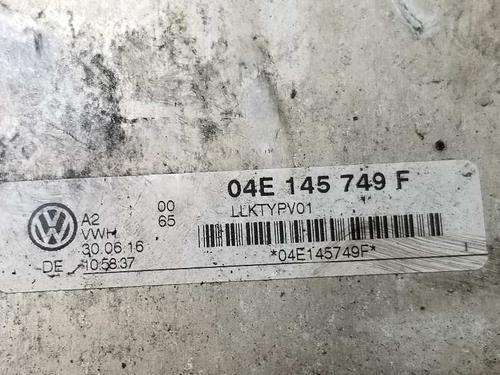 04E 145 749 F
A2 00
LLKTYPV01
VWH 65
30.06.16
DE 10:58:37
*04E145749F*